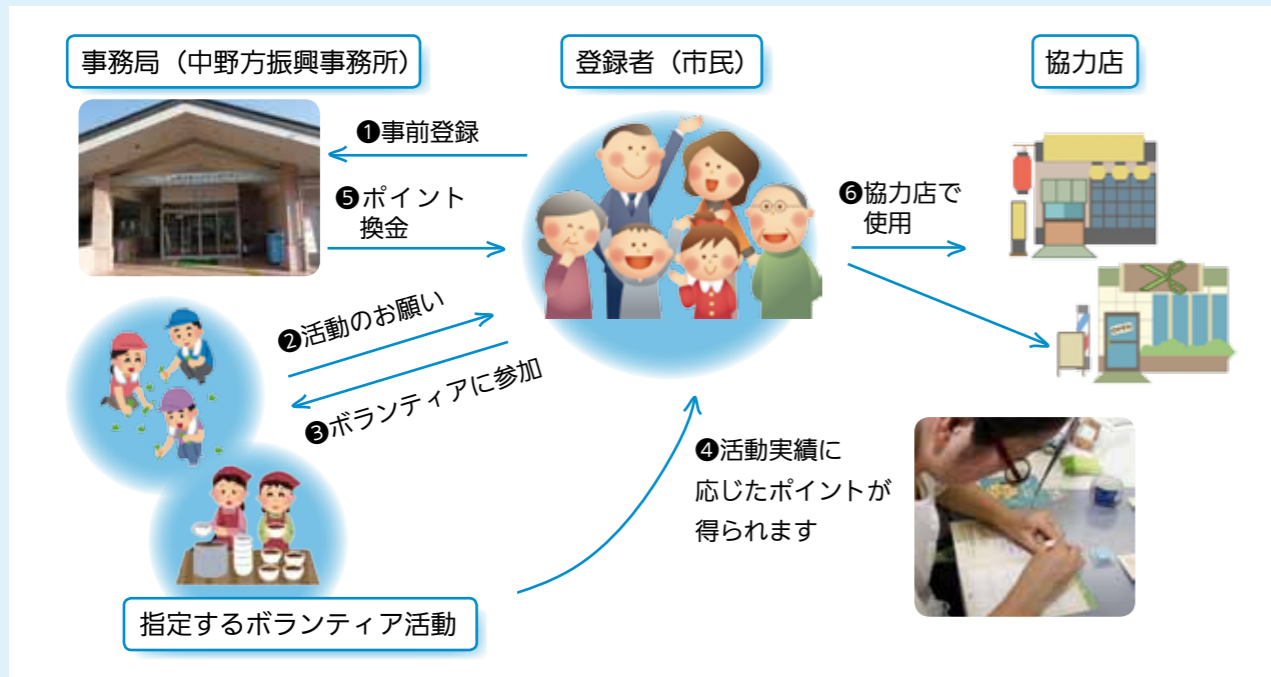 事務局（中野方振興事務所）
登録者（市民）
協力店
❶事前登録
❺ポイント
換金
❻協力店で
使用
❷活動のお願い
❸ボランティアに参加
❹活動実績に
応じたポイントが
得られます
指定するボランティア活動
OPEN